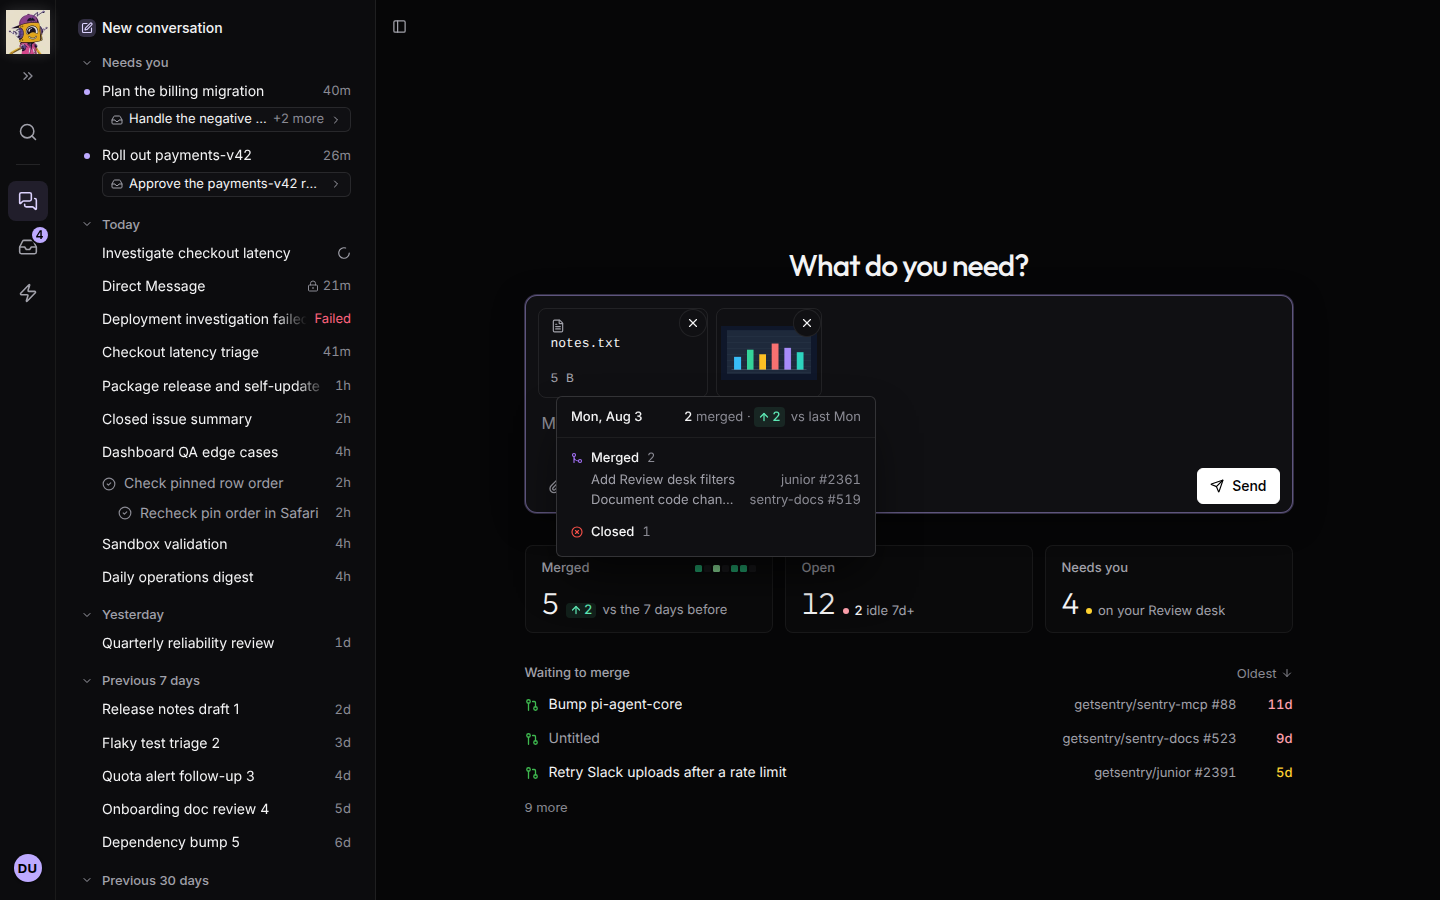 New conversation
Needs you
Plan the billing migration 40m
Handle the negative ... +2 more
Roll out payments-v42 26m
Approve the payments-v42 r...
Today
Investigate checkout latency
Direct Message 21m
Deployment investigation failed Failed
Checkout latency triage 41m
Package release and self-update 1h
Closed issue summary 2h
Dashboard QA edge cases 4h
Check pinned row order 2h
Recheck pin order in Safari 2h
Sandbox validation 4h
Daily operations digest 4h
Yesterday
Quarterly reliability review 1d
Previous 7 days
Release notes draft 1 2d
Flaky test triage 2 3d
Quota alert follow-up 3 4d
Onboarding doc review 4 5d
Dependency bump 5 6d
Previous 30 days
4
DU
What do you need?
notes.txt
5 B
M
Mon, Aug 3 2 merged · ↑ 2 vs last Mon
Merged 2
Add Review desk filters junior #2361
Document code chan... sentry-docs #519
Closed 1
Send
Merged
5 ↑ 2 vs the 7 days before
Open
12 2 idle 7d+
Needs you
4 on your Review desk
Waiting to merge Oldest ↓
Bump pi-agent-core getsentry/sentry-mcp #88 11d
Untitled getsentry/sentry-docs #523 9d
Retry Slack uploads after a rate limit getsentry/junior #2391 5d
9 more